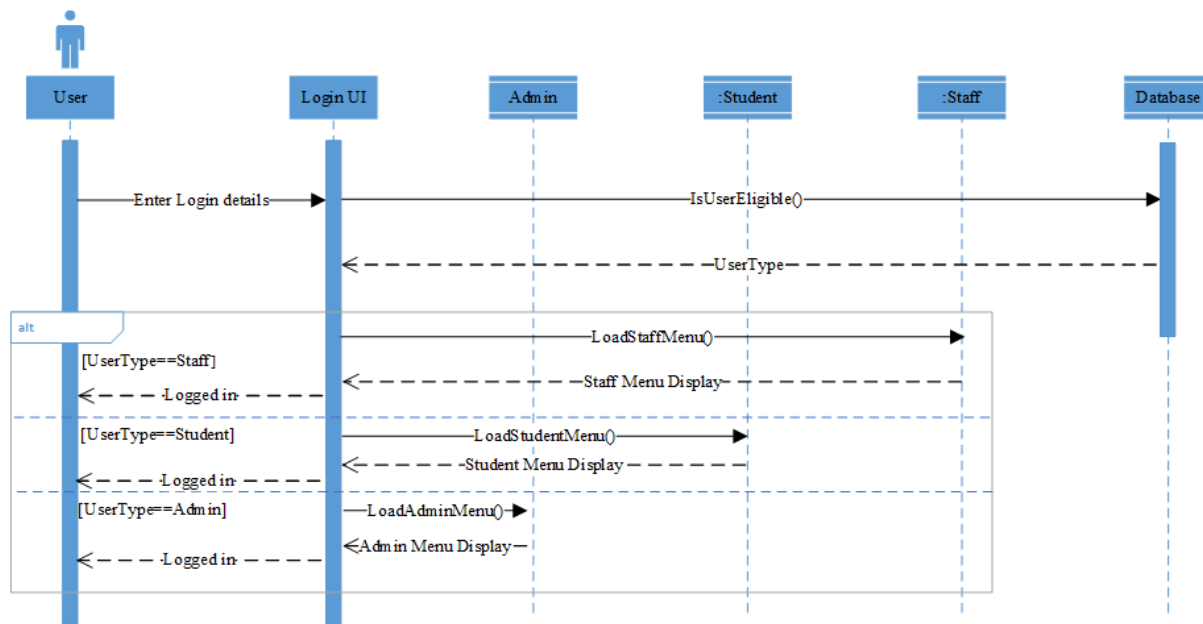 User
Login UI
Admin
:Student
:Staff
Database
Enter Login details
IsUserEligible()
UserType
alt
LoadStaffMenu()
[UserType==Staff]
Staff Menu Display
Logged in
[UserType==Student]
LoadStudentMenu()
Student Menu Display
Logged in
[UserType==Admin]
LoadAdminMenu()
Admin Menu Display
Logged in